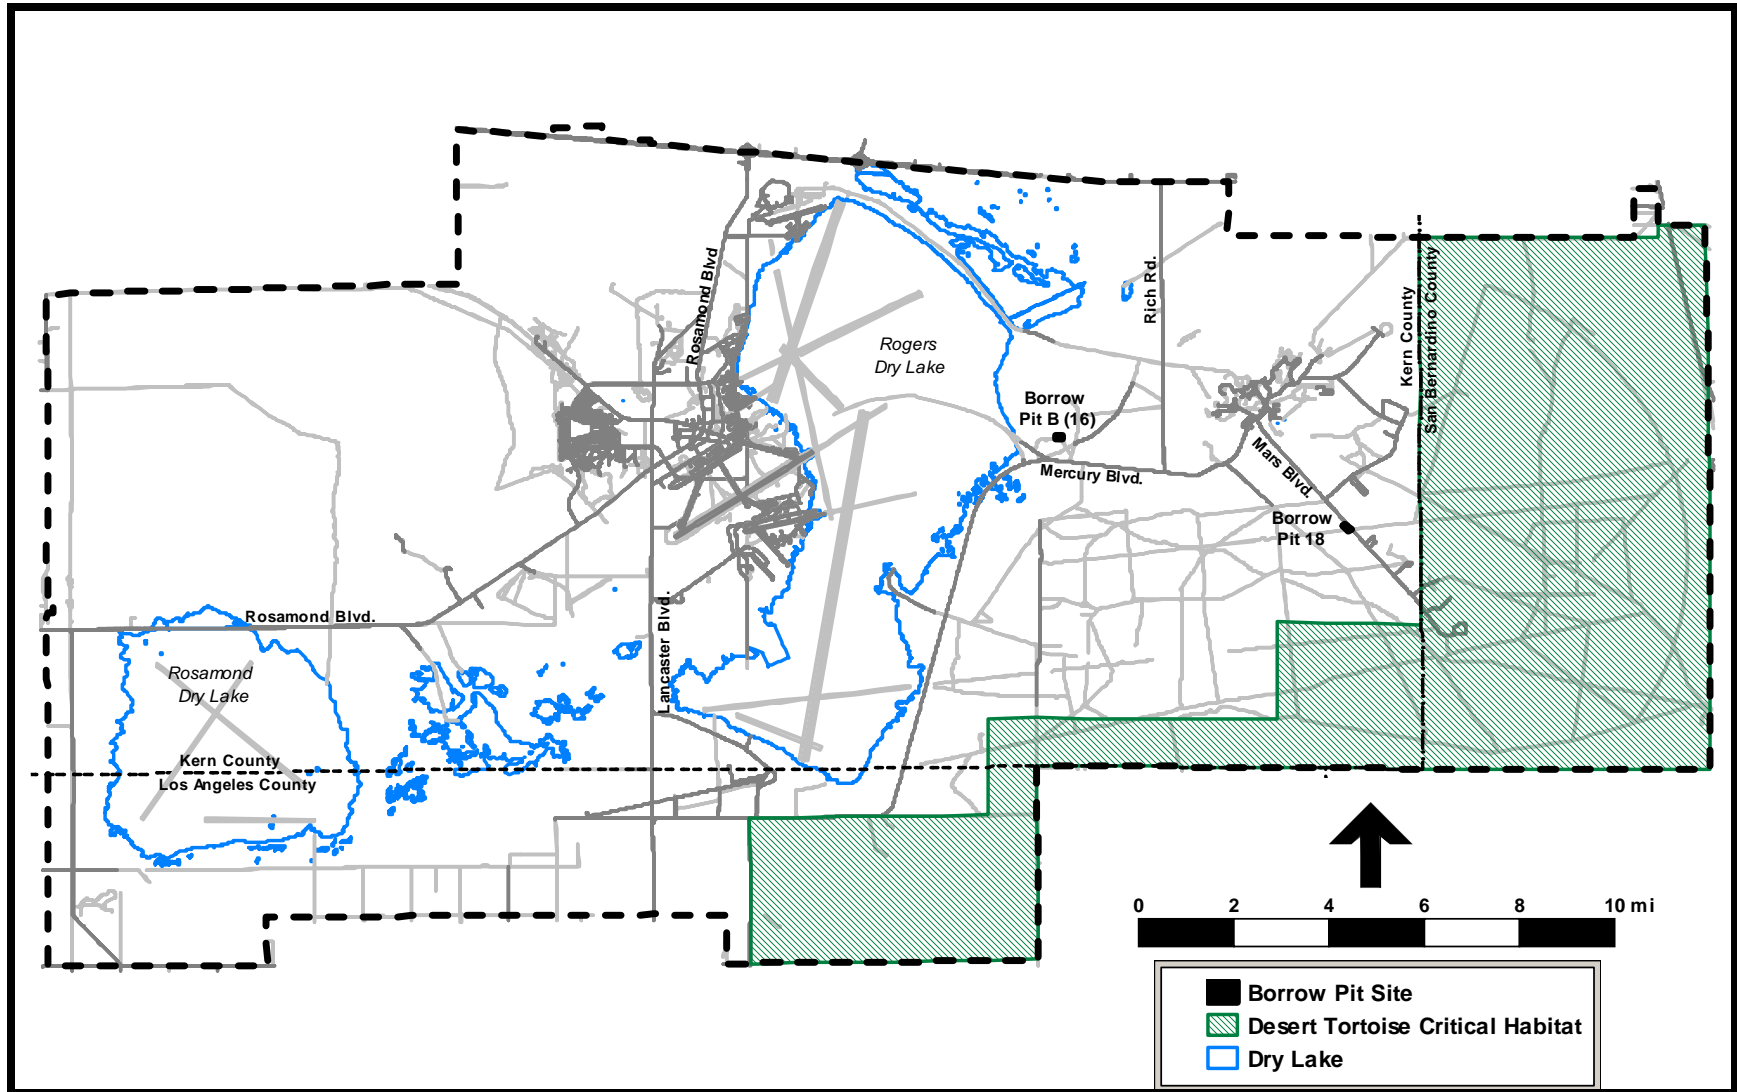 Rosamond Blvd
Rogers
Dry Lake
Rich Rd.
Kern County
San Bernardino County
Borrow
Pit B (16)
Mercury Blvd.
Mars Blvd.
Borrow
Pit 18
Rosamond Blvd.
Lancaster Blvd.
Rosamond
Dry Lake
Kern County
Los Angeles County
0 2 4 6 8 10 mi
Borrow Pit Site
Desert Tortoise Critical Habitat
Dry Lake